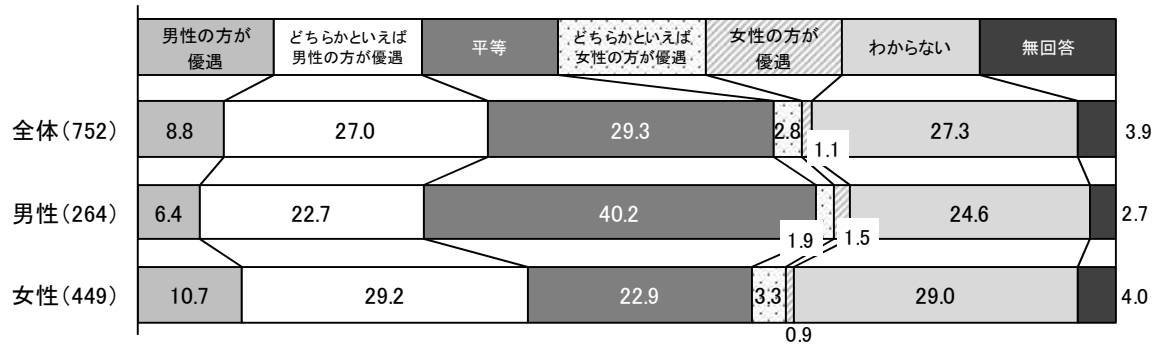 男性の方が
優遇
どちらかといえば
男性の方が優遇
平等
どちらかといえば
女性の方が優遇
女性の方が
優遇
わからない
無回答
全体(752)
8.8
27.0
29.3
2.8
1.1
27.3
3.9
男性(264)
6.4
22.7
40.2
1.9
1.5
24.6
2.7
女性(449)
10.7
29.2
22.9
3.3
0.9
29.0
4.0